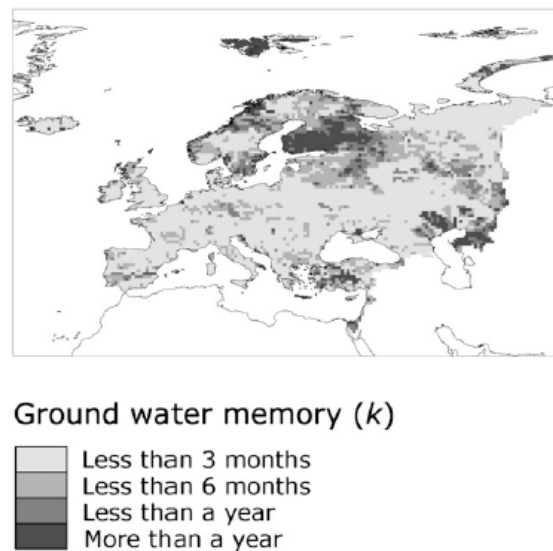 Ground water memory (k)
Less than 3 months
Less than 6 months
Less than a year
More than a year